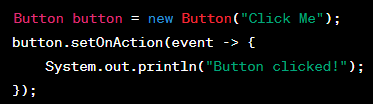 Button button = new Button("Click Me");
button.setOnAction(event -> {
    System.out.println("Button clicked!");
});